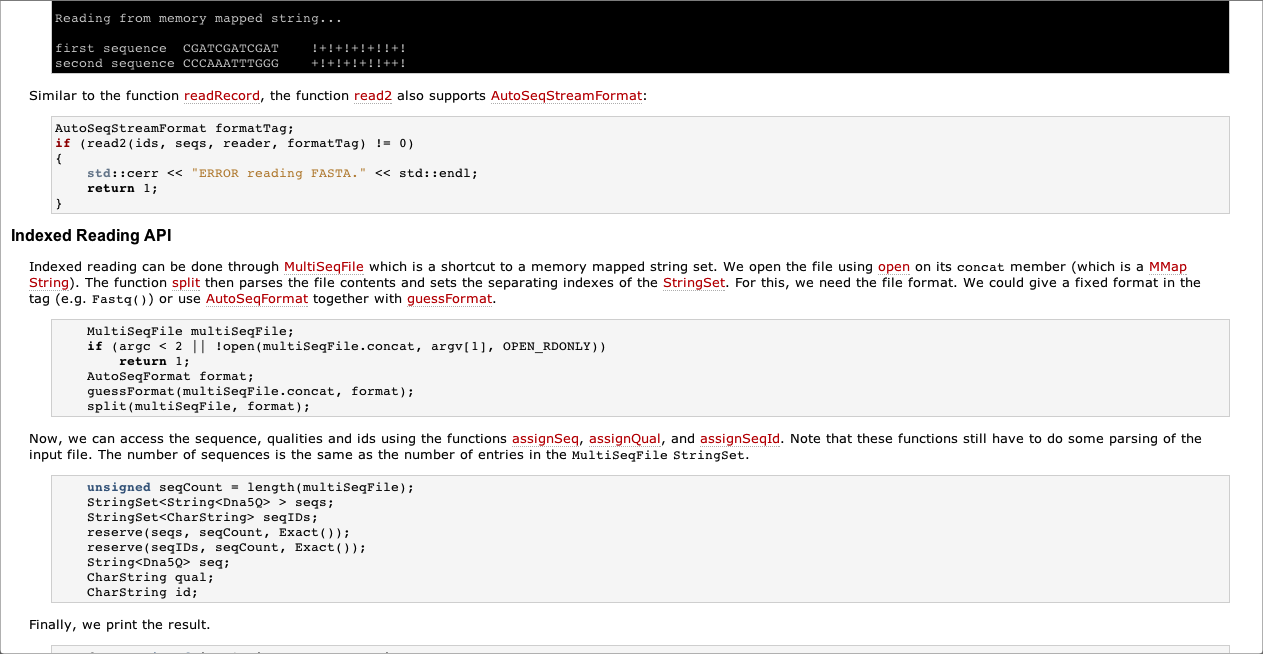 Reading from memory mapped string...
first sequence  CGATCGATCGAT    !+!+!+!+!!+!
second sequence CCCAAATTTGGG    +!+!+!+!!++!
Similar to the function readRecord, the function read2 also supports AutoSeqStreamFormat:
AutoSeqStreamFormat formatTag;
if (read2(ids, seqs, reader, formatTag) != 0)
{
    std::cerr << "ERROR reading FASTA." << std::endl;
    return 1;
}
Indexed Reading API
Indexed reading can be done through MultiSeqFile which is a shortcut to a memory mapped string set. We open the file using open on its concat member (which is a MMap
String). The function split then parses the file contents and sets the separating indexes of the StringSet. For this, we need the file format. We could give a fixed format in the
tag (e.g. Fastq()) or use AutoSeqFormat together with guessFormat.
    MultiSeqFile multiSeqFile;
    if (argc < 2 || !open(multiSeqFile.concat, argv[1], OPEN_RDONLY))
        return 1;
    AutoSeqFormat format;
    guessFormat(multiSeqFile.concat, format);
    split(multiSeqFile, format);
Now, we can access the sequence, qualities and ids using the functions assignSeq, assignQual, and assignSeqId. Note that these functions still have to do some parsing of the
input file. The number of sequences is the same as the number of entries in the MultiSeqFile StringSet.
    unsigned seqCount = length(multiSeqFile);
    StringSet<String<Dna5Q> > seqs;
    StringSet<CharString> seqIDs;
    reserve(seqs, seqCount, Exact());
    reserve(seqIDs, seqCount, Exact());
    String<Dna5Q> seq;
    CharString qual;
    CharString id;
Finally, we print the result.